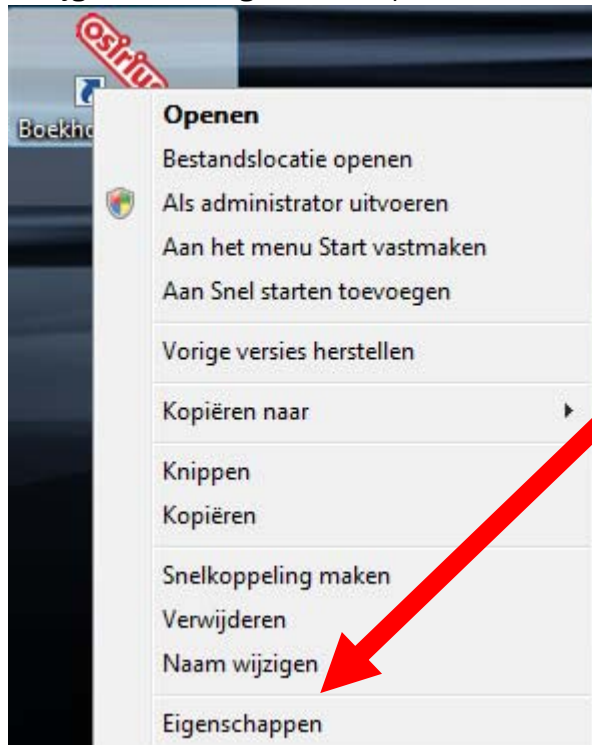 osirius
Openen
Bestandslocatie openen
Als administrator uitvoeren
Aan het menu Start vastmaken
Aan Snel starten toevoegen
Vorige versies herstellen
Kopiëren naar
Knippen
Kopiëren
Snelkoppeling maken
Verwijderen
Naam wijzigen
Eigenschappen